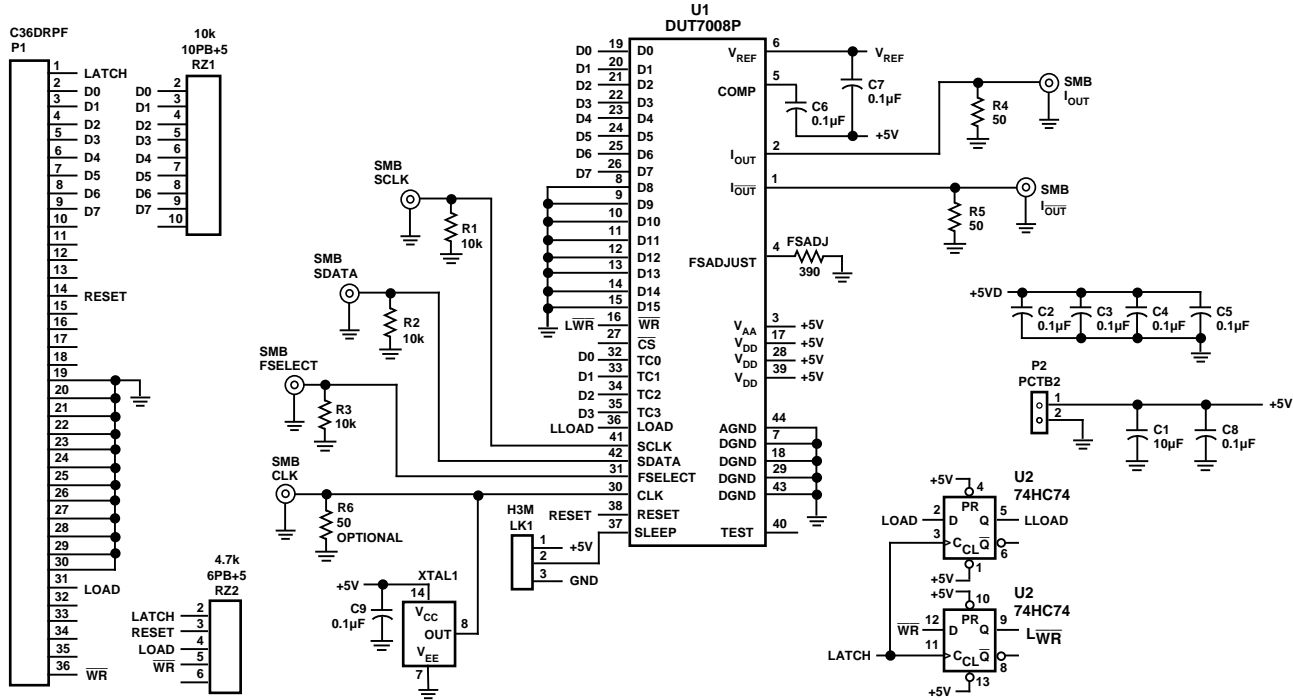 C36DRPF
P1
1
LATCH
2
D0
3
D1
4
D2
5
D3
6
D4
7
D5
8
D6
9
D7
10
11
12
13
14
RESET
15
16
17
18
19
20
21
22
23
24
25
26
27
28
29
30
31
LOAD
32
33
34
35
36
WR
10k
10PB+5
RZ1
D0 2
D1 3
D2 4
D3 5
D4 6
D5 7
D6 8
D7 9
10
4.7k
6PB+5
RZ2
LATCH 2
RESET 3
LOAD 4
WR 5
6
SMB
SCLK
R1
10k
SMB
SDATA
R2
10k
SMB
FSELECT
R3
10k
SMB
CLK
R6
50
OPTIONAL
+5V
C9
0.1µF
XTAL1
14
VCC
OUT
8
VEE
7
H3M
LK1
1
+5V
2
3
GND
U1
DUT7008P
D0 19 D0
D1 20 D1
D2 21 D2
D3 22 D3
D4 23 D4
D5 24 D5
D6 25 D6
D7 26 D7
8 D8
9 D9
10 D10
11 D11
12 D12
13 D13
14 D14
15 D15
LWR 16 WR
27 CS
D0 32 TC0
D1 33 TC1
D2 34 TC2
D3 35 TC3
LLOAD 36 LOAD
41 SCLK
42 SDATA
31 FSELECT
30 CLK
RESET 38 RESET
37 SLEEP
VREF 6 VREF
COMP 5
C7
0.1µF
C6
0.1µF
+5V
IOUT 2
IOUT 1
FSADJUST 4
FSADJ
390
VAA 3 +5V
VDD 17 +5V
VDD 28 +5V
VDD 39 +5V
AGND 44
DGND 7
DGND 18
DGND 29
DGND 43
TEST 40
R4
50
SMB
IOUT
R5
50
SMB
IOUT
+5VD
C2
0.1µF
C3
0.1µF
C4
0.1µF
C5
0.1µF
P2
PCTB2
1
2
+5V
C1
10µF
C8
0.1µF
U2
74HC74
+5V
4
PR
LOAD 2 D Q 5 LLOAD
3 C CL Q 6
1
+5V
U2
74HC74
+5V
10
PR
WR 12 D Q 9 LWR
LATCH 11 C CL Q 8
13
+5V